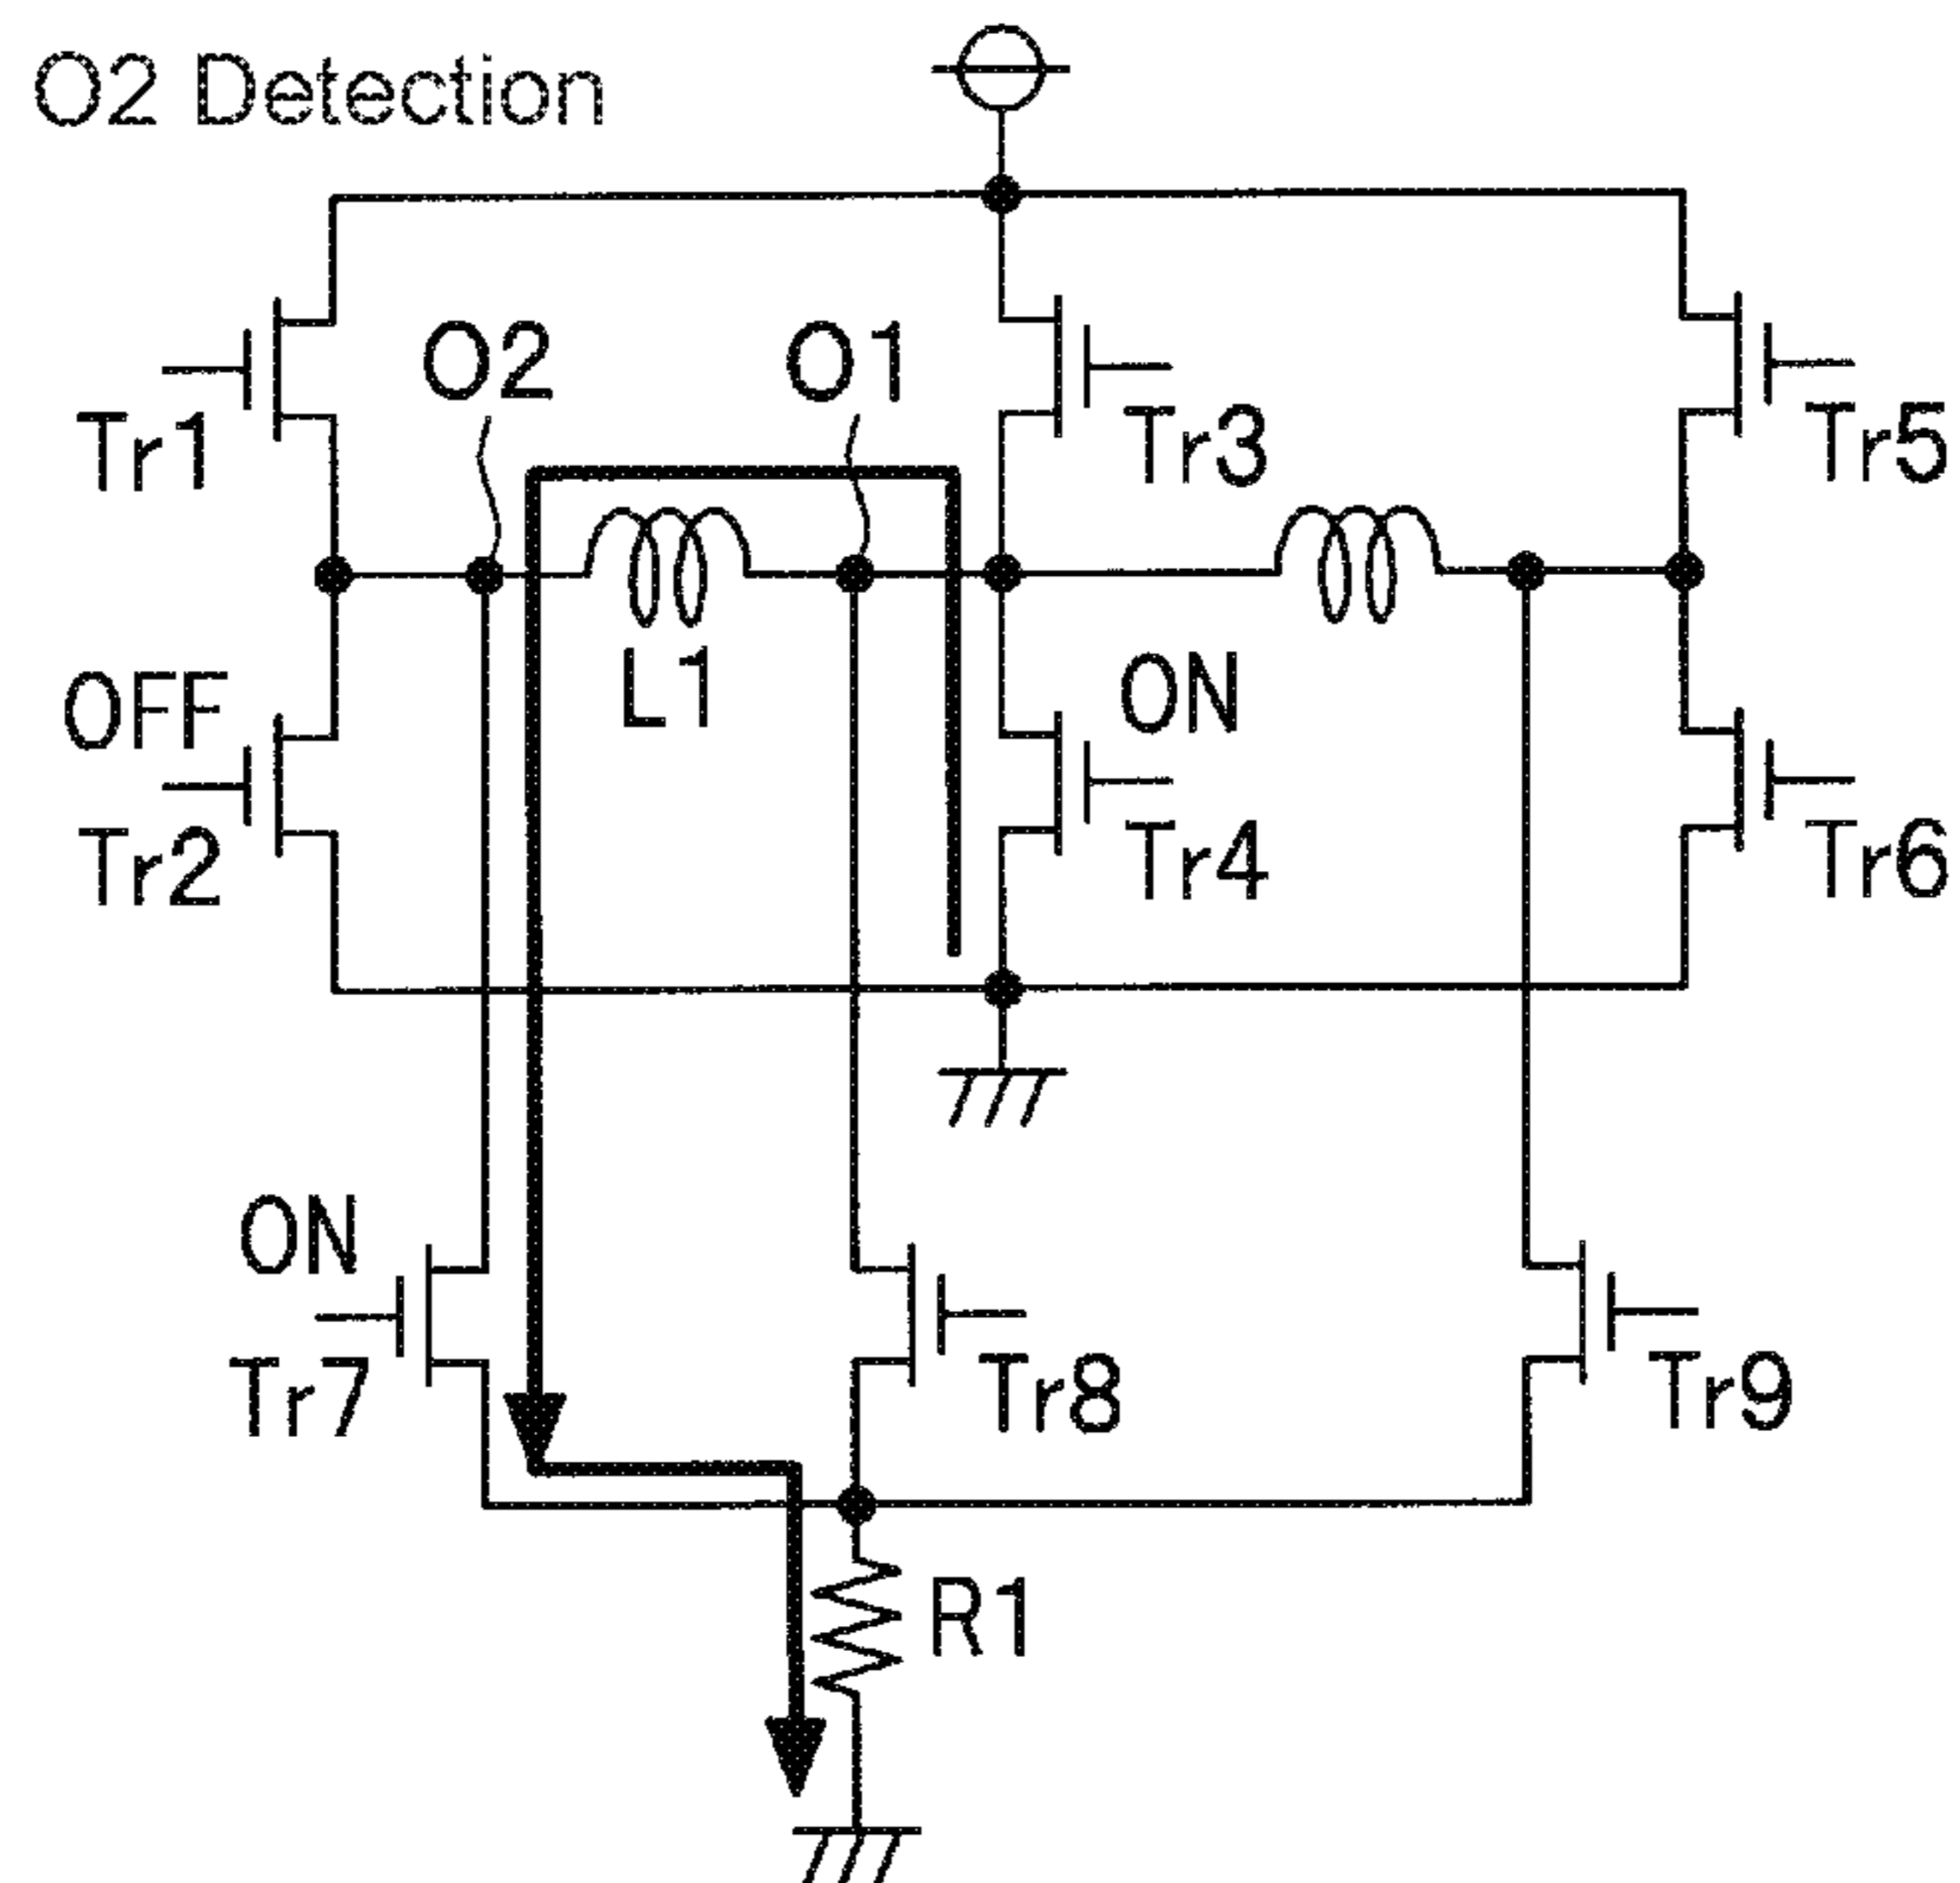 O2 Detection
O2
O1
Tr1
Tr3
Tr5
L1
OFF
ON
Tr2
Tr4
Tr6
ON
Tr7
Tr8
Tr9
R1